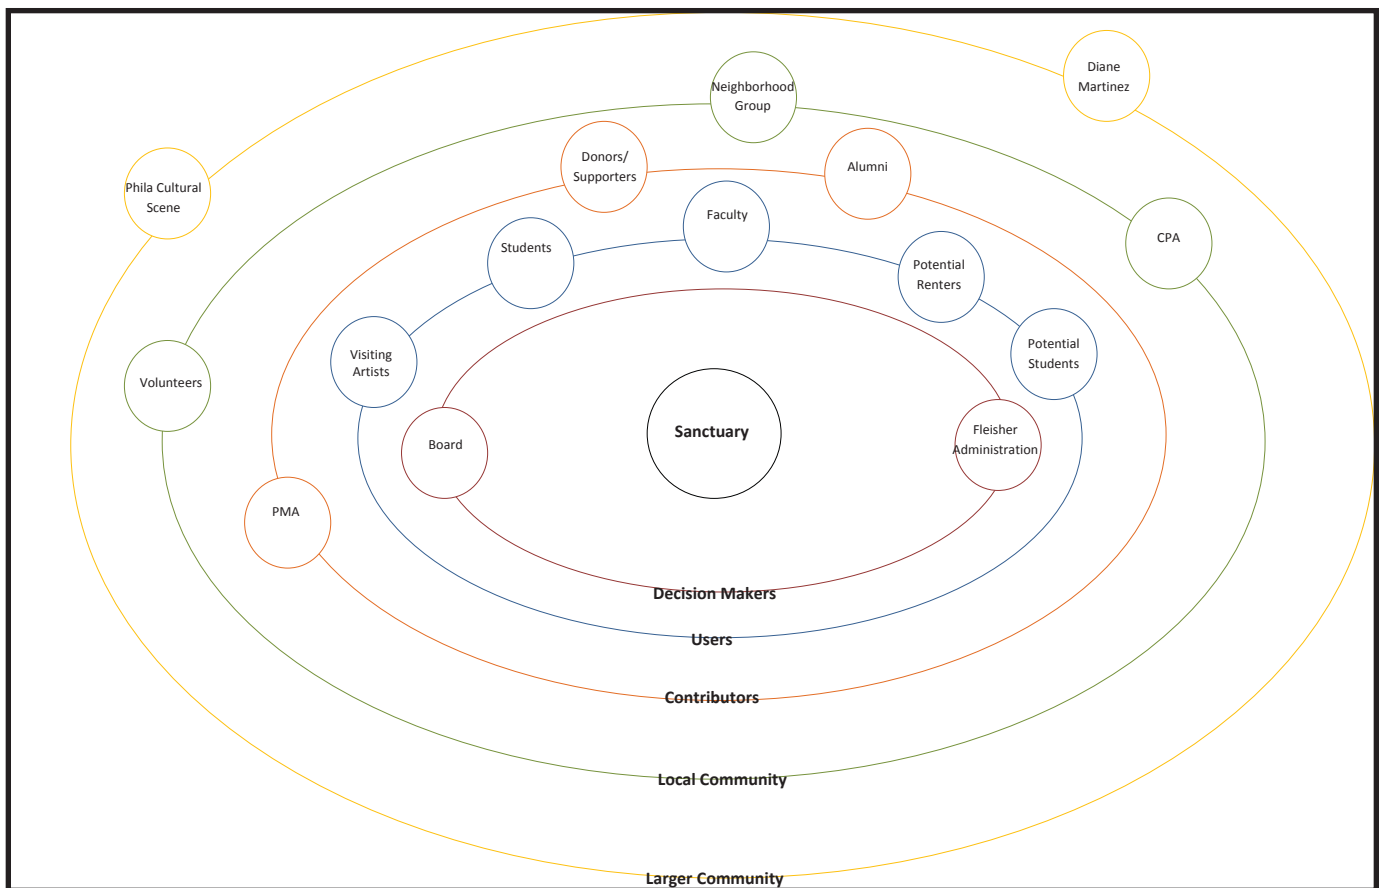 Diane
Martinez
Neighborhood
Group
Donors/
Supporters
Alumni
Phila Cultural
Scene
Faculty
Students
CPA
Potential
Renters
Visiting
Artists
Potential
Students
Volunteers
Sanctuary
Board
Fleisher
Administration
PMA
Decision Makers
Users
Contributors
Local Community
Larger Community